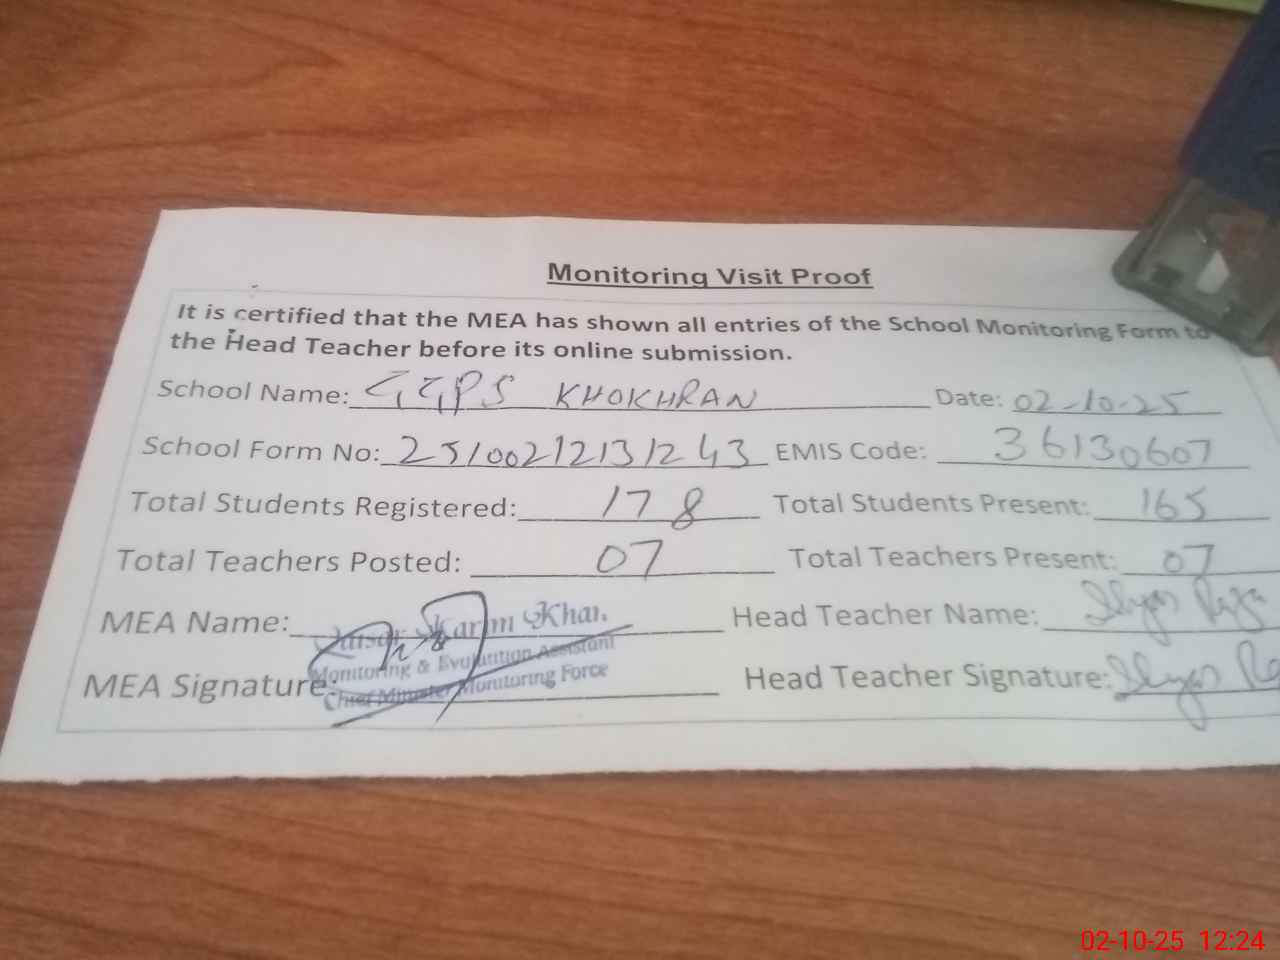 Monitoring Visit Proof
It is certified that the MEA has shown all entries of the School Monitoring Form to
the Head Teacher before its online submission.
School Name: GGPS KHOKHRAN Date: 02-10-25
School Form No: 25100212131243 EMIS Code: 36130607
Total Students Registered: 178 Total Students Present: 165
Total Teachers Posted: 07 Total Teachers Present: 07
MEA Name: Qaisar Karim Khan Head Teacher Name: Ilyas Raza
Monitoring & Evaluation Assistant
MEA Signature: Chief Minister Monitoring Force Head Teacher Signature: Ilyas
02-10-25 12:24